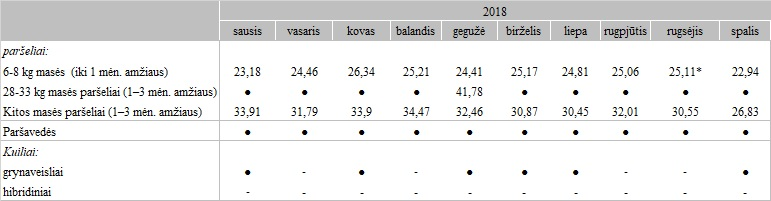 2018
sausis vasaris kovas balandis gegužė birželis liepa rugpjūtis rugsėjis spalis
paršeliai:
6-8 kg masės (iki 1 mėn. amžiaus) 23,18 24,46 26,34 25,21 24,41 25,17 24,81 25,06 25,11* 22,94
28-33 kg masės paršeliai (1–3 mėn. amžiaus) ● ● ● ● 41,78 ● ● ● ● ●
Kitos masės paršeliai (1–3 mėn. amžiaus) 33,91 31,79 33,9 34,47 32,46 30,87 30,45 32,01 30,55 26,83
Paršavedės ● ● ● ● ● ● ● ● ● ●
Kuiliai:
grynaveisliai ● - ● - ● ● ● - - ●
hibridiniai - - - - - - - - - -